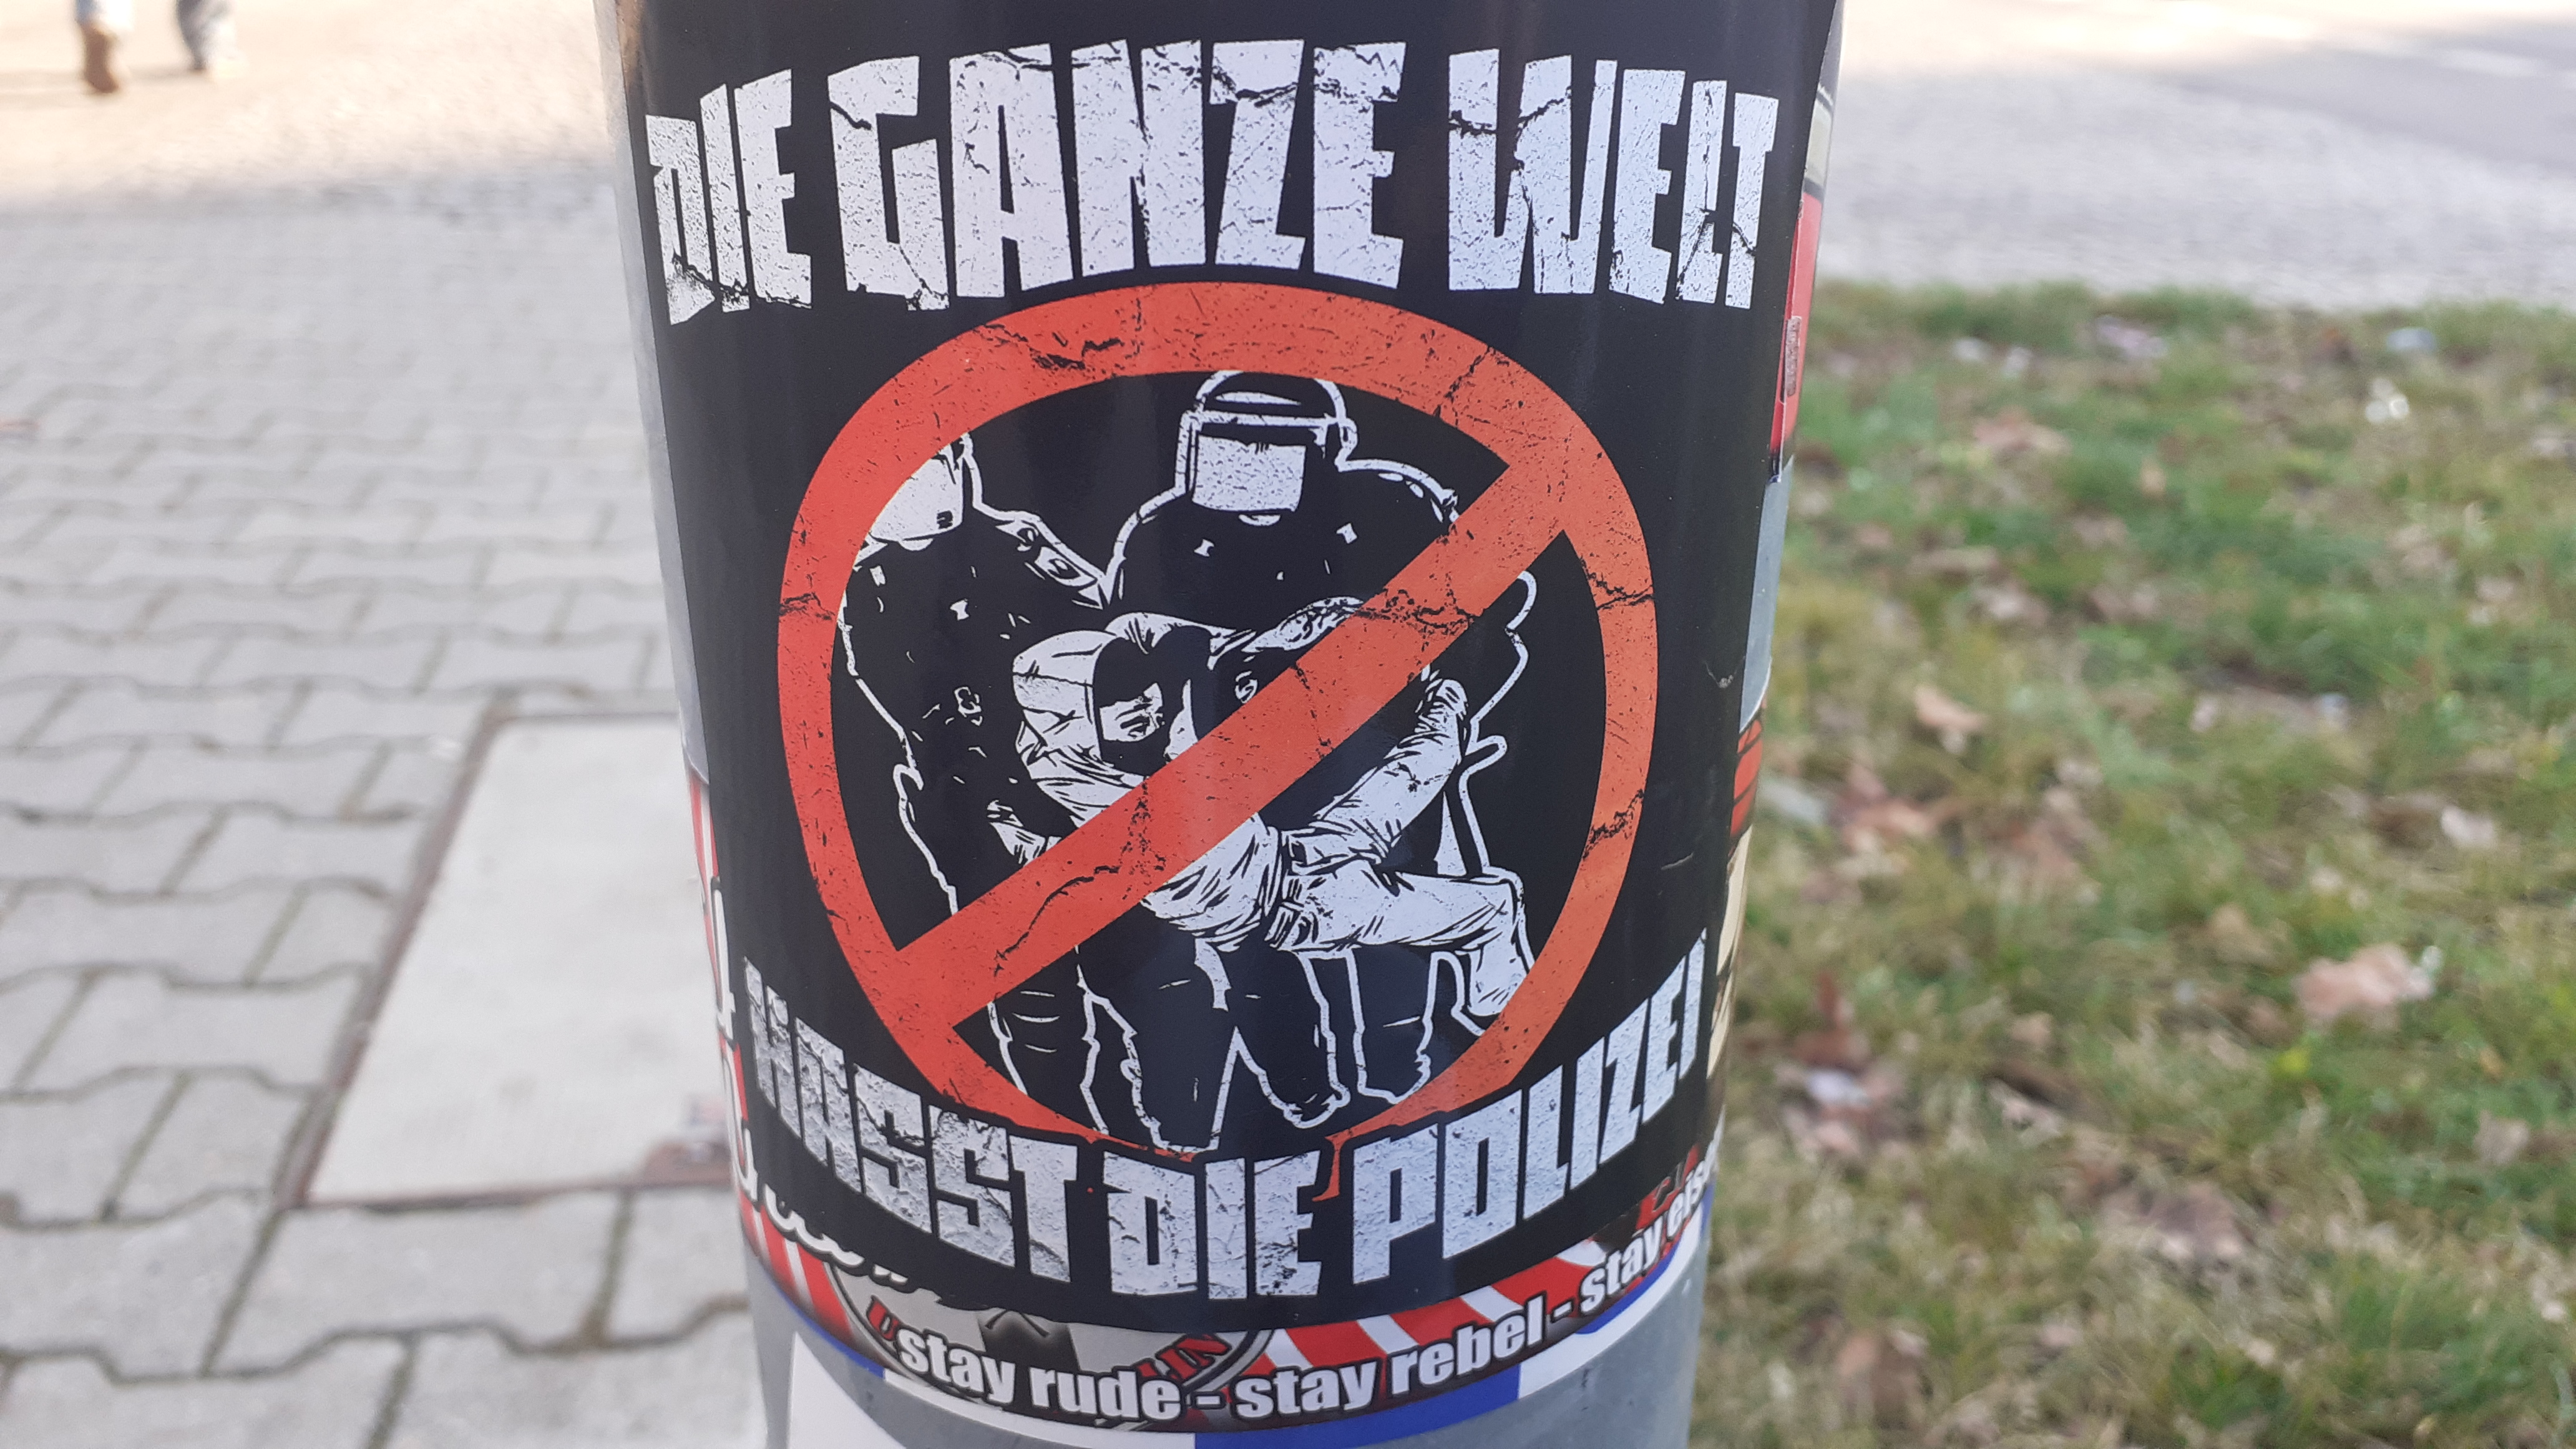 DIE GANZE WELT
HASST DIE POLIZEI
stay rude - stay rebel - stay